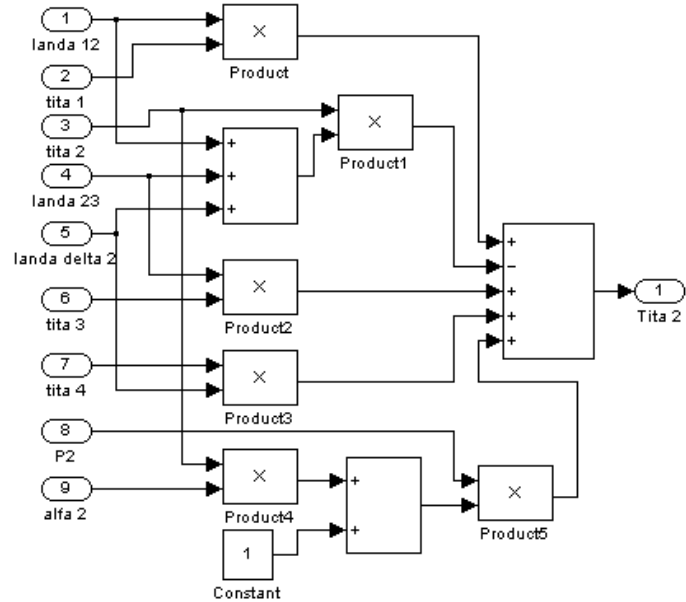 1
landa 12
2
tita 1
3
tita 2
4
landa 23
5
landa delta 2
6
tita 3
7
tita 4
8
P2
9
alfa 2
×
Product
+
+
+
×
Product1
×
Product2
×
Product3
×
Product4
1
Constant
+
+
×
Product5
+
−
+
+
+
1
Tita 2